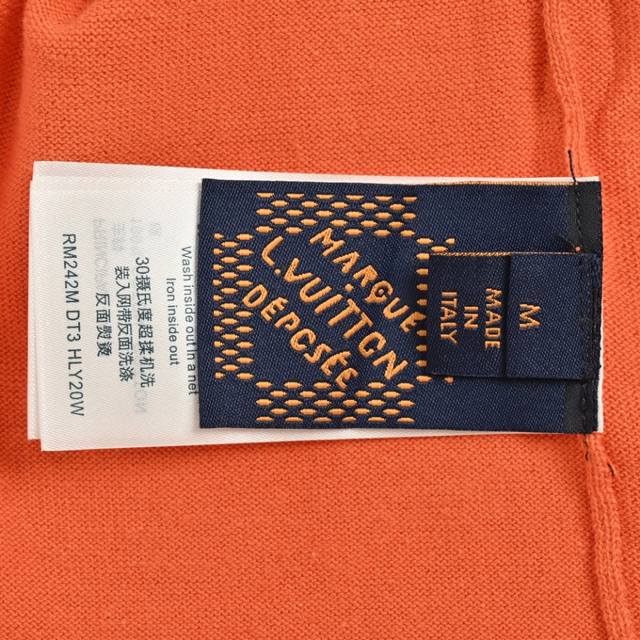 M
MADE
IN
ITALY
MARQUE
L.VUITTON
DÉPOSÉE
Wash inside out in a net
Iron inside out
30摄氏度超揉机洗
装入网带反面洗涤
反面熨烫
RM242M DT3 HLY20W